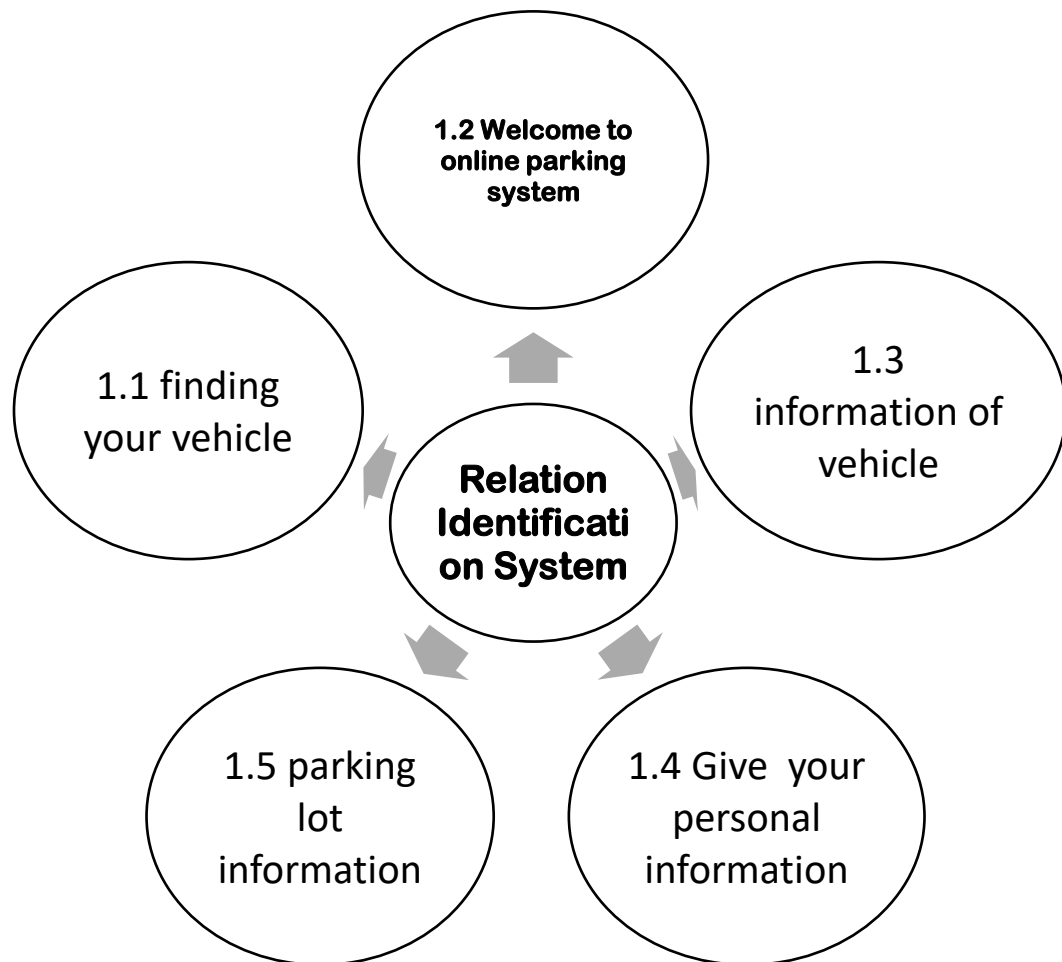 1.2 Welcome to
online parking
system
1.1 finding
your vehicle
1.3
information of
vehicle
Relation
Identificati
on System
1.5 parking
lot
information
1.4 Give  your
personal
information